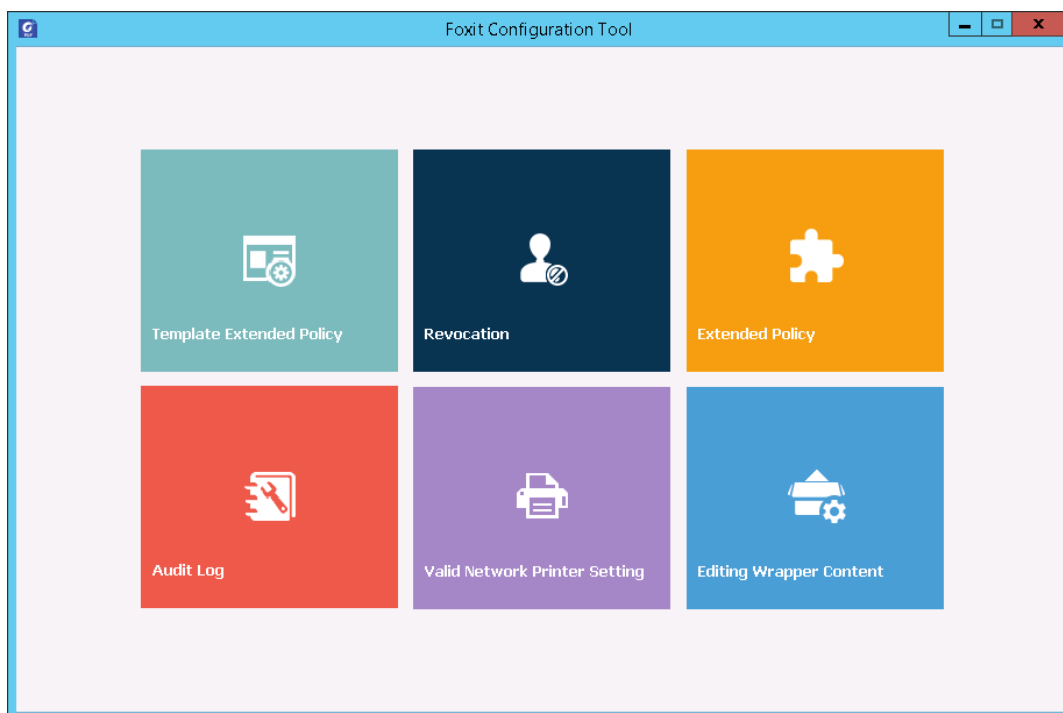 Foxit Configuration Tool
Template Extended Policy
Revocation
Extended Policy
Audit Log
Valid Network Printer Setting
Editing Wrapper Content